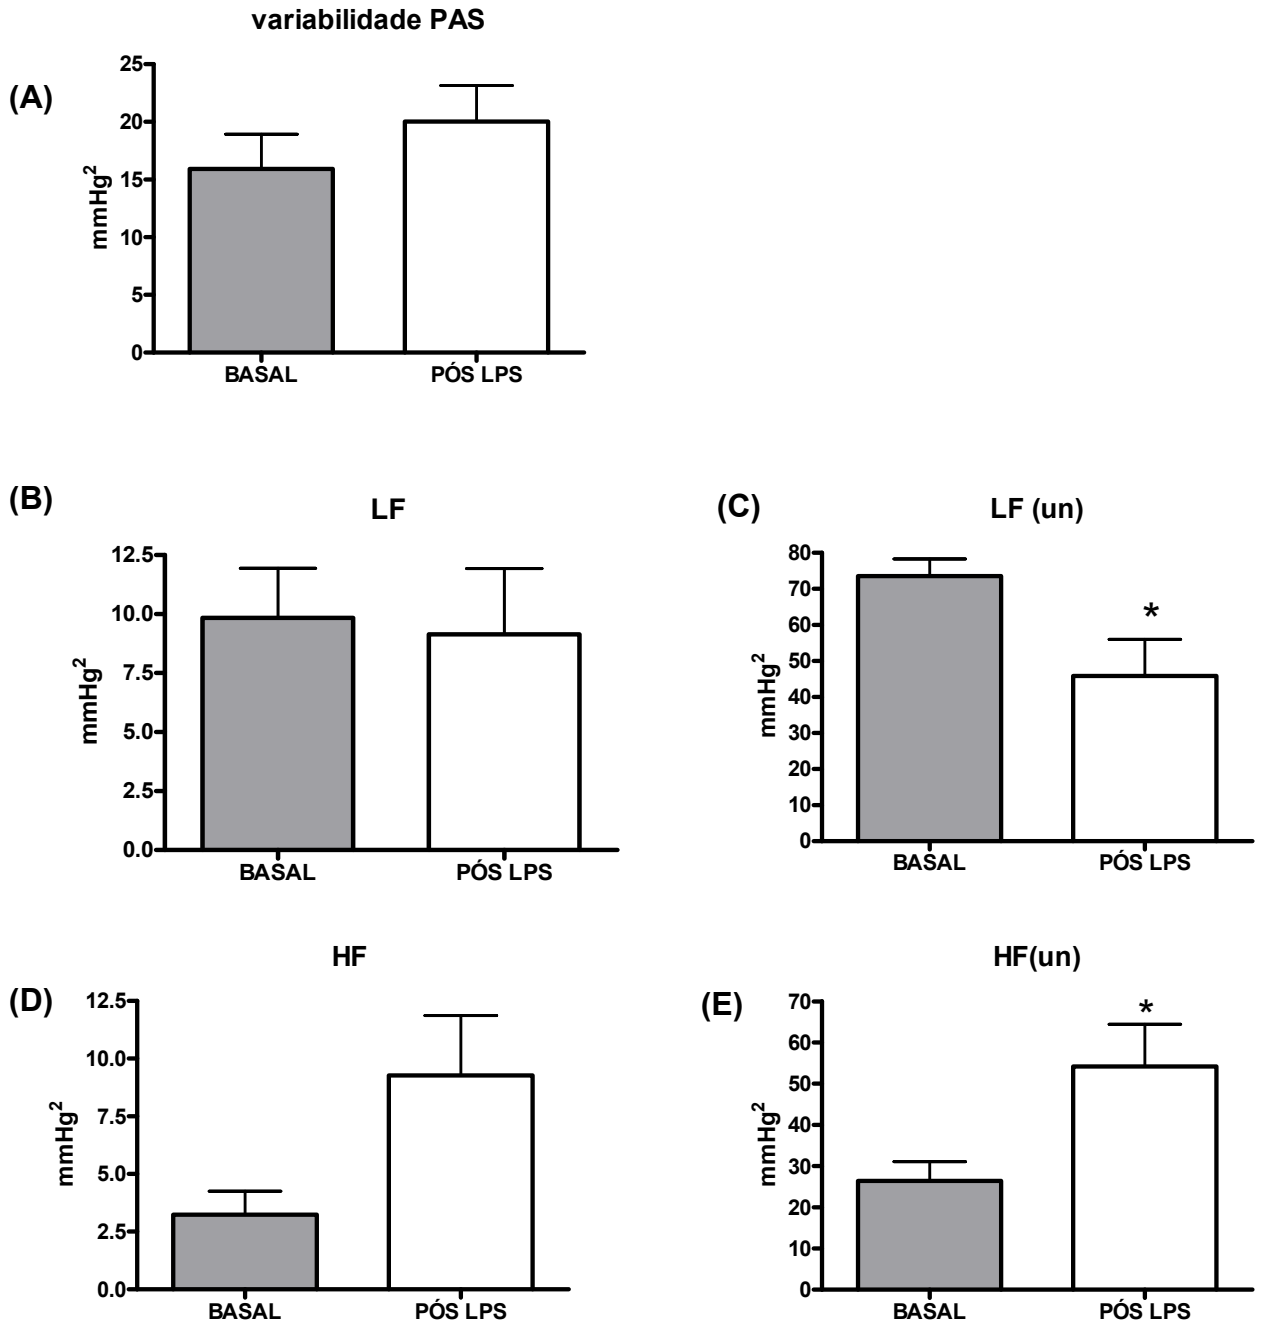 variabilidade PAS
(A)
mmHg²
25
20
15
10
5
0
BASAL
PÓS LPS
(B)
LF
mmHg²
12.5
10.0
7.5
5.0
2.5
0.0
BASAL
PÓS LPS
(C)
LF (un)
mmHg²
80
70
60
50
40
30
20
10
0
*
BASAL
PÓS LPS
(D)
HF
mmHg²
12.5
10.0
7.5
5.0
2.5
0.0
BASAL
PÓS LPS
(E)
HF(un)
mmHg²
70
60
50
40
30
20
10
0
*
BASAL
PÓS LPS